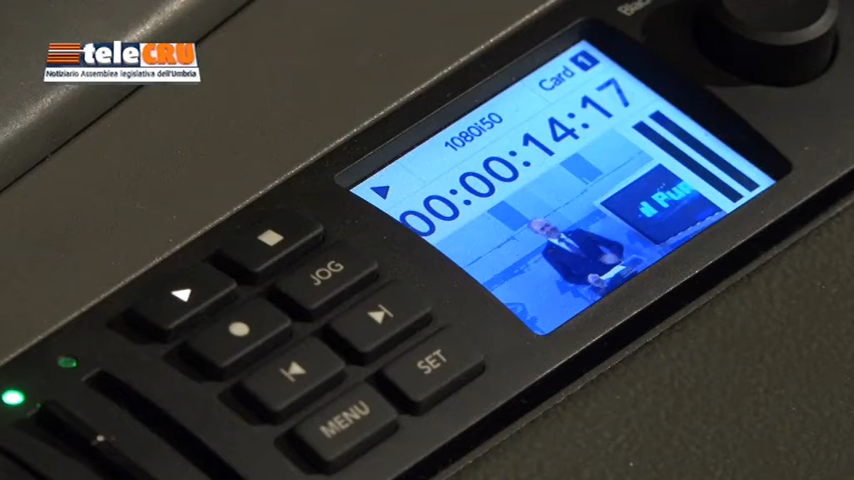 teleCRU
Notiziario Assemblea legislativa dell'Umbria
Card 1
1080i50
00:00:14:17
JOG
SET
MENU